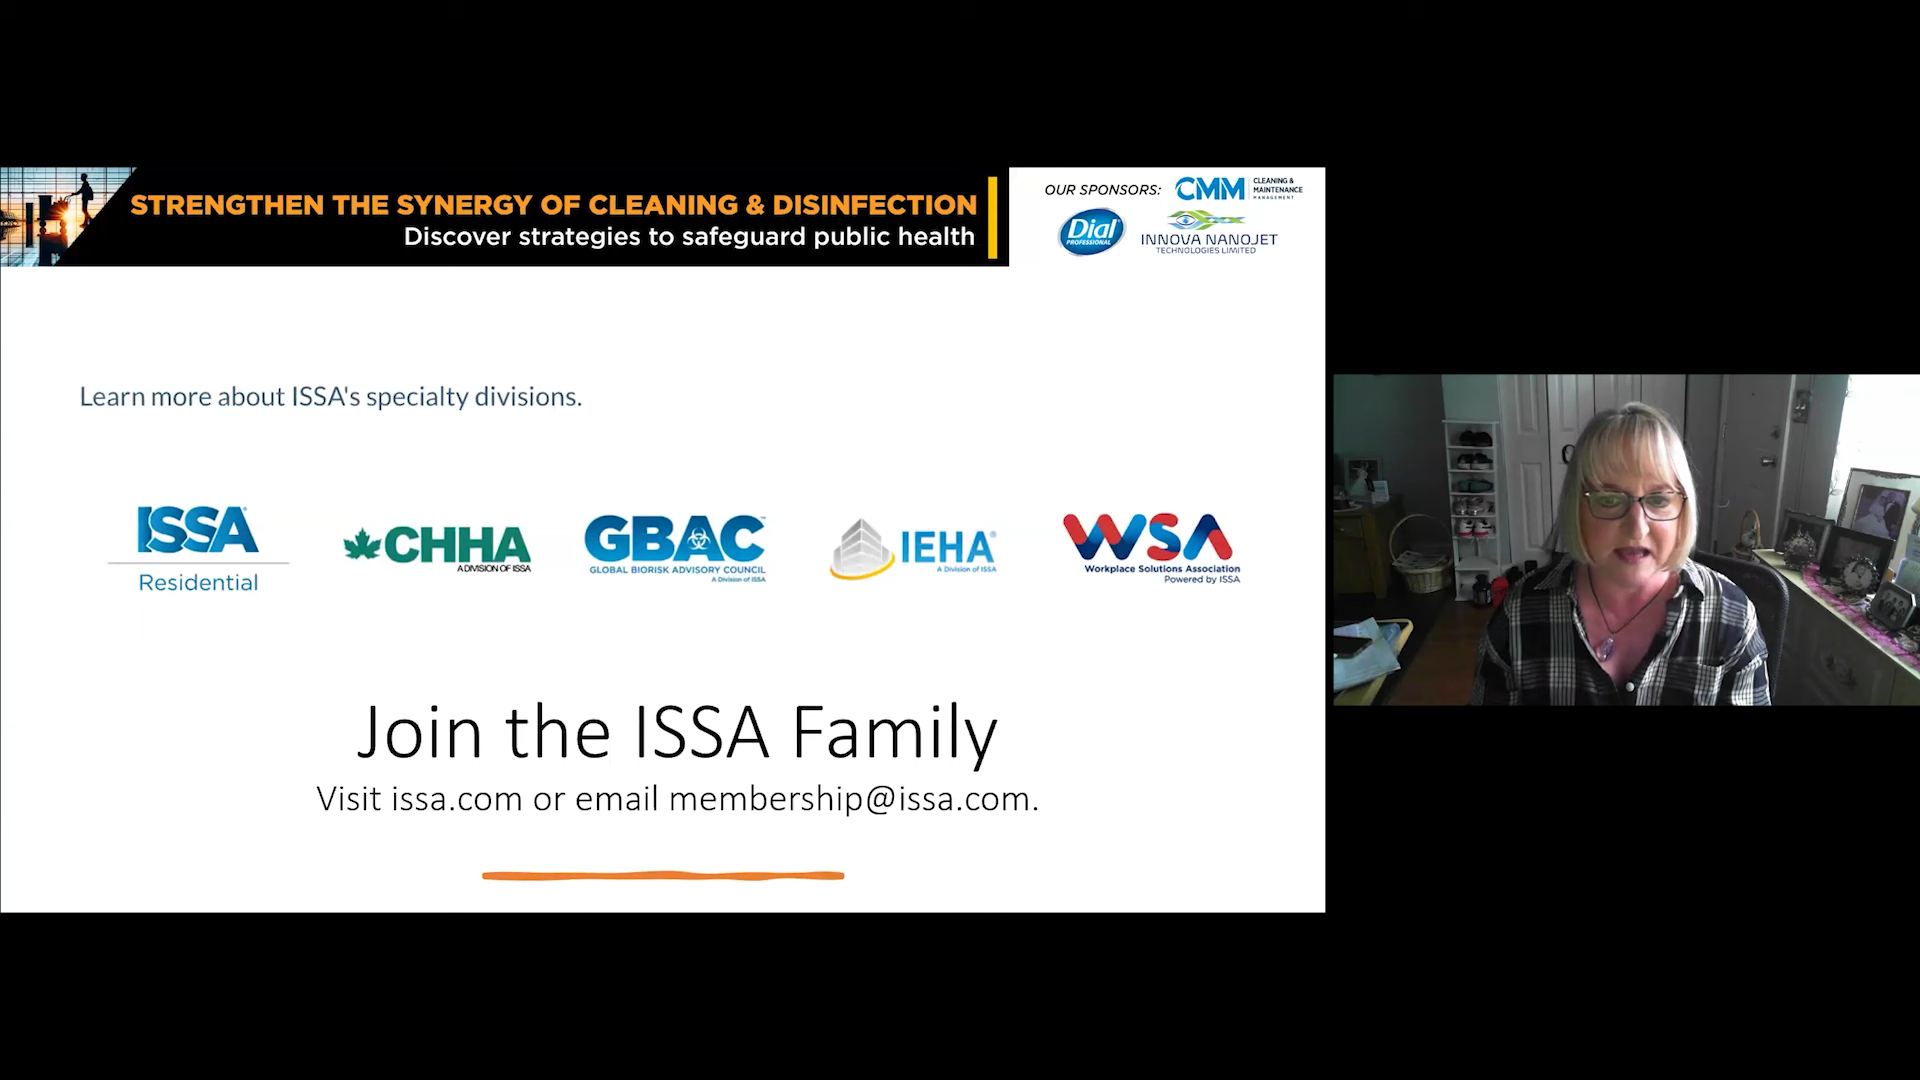 STRENGTHEN THE SYNERGY OF CLEANING & DISINFECTION
Discover strategies to safeguard public health
OUR SPONSORS:
CMM
CLEANING &
MAINTENANCE
MANAGEMENT
Dial
PROFESSIONAL
INNOVA NANOJET
TECHNOLOGIES LIMITED
Learn more about ISSA's specialty divisions.
ISSA
Residential
CHHA
A DIVISION OF ISSA
GBAC™
GLOBAL BIORISK ADVISORY COUNCIL
A Division of ISSA
IEHA®
A Division of ISSA
WSA
Workplace Solutions Association
Powered by ISSA
Join the ISSA Family
Visit issa.com or email membership@issa.com.